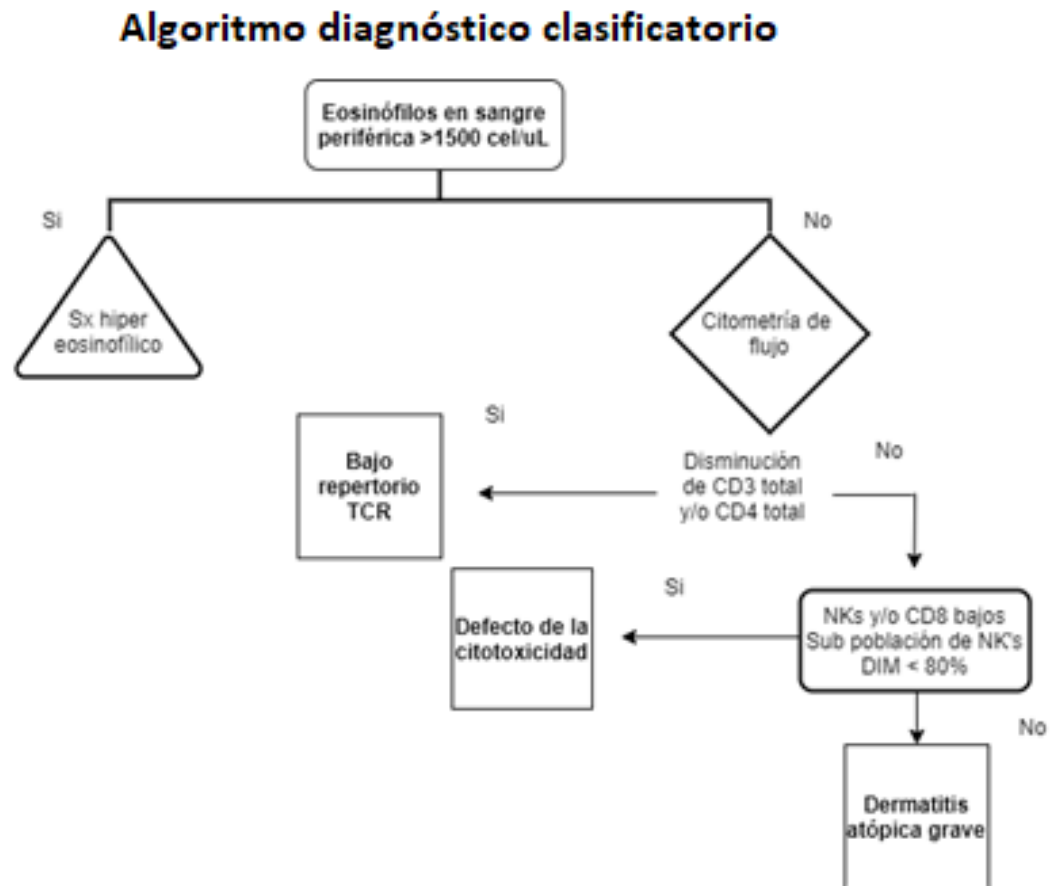 Algoritmo diagnóstico clasificatorio
Eosinófilos en sangre
periférica >1500 cel/uL
Si
No
Sx hiper
eosinofílico
Citometría de
flujo
Si
No
Bajo
repertorio
TCR
Disminución
de CD3 total
y/o CD4 total
Si
Defecto de la
citotoxicidad
NKs y/o CD8 bajos
Sub población de NK's
DIM < 80%
No
Dermatitis
atópica grave